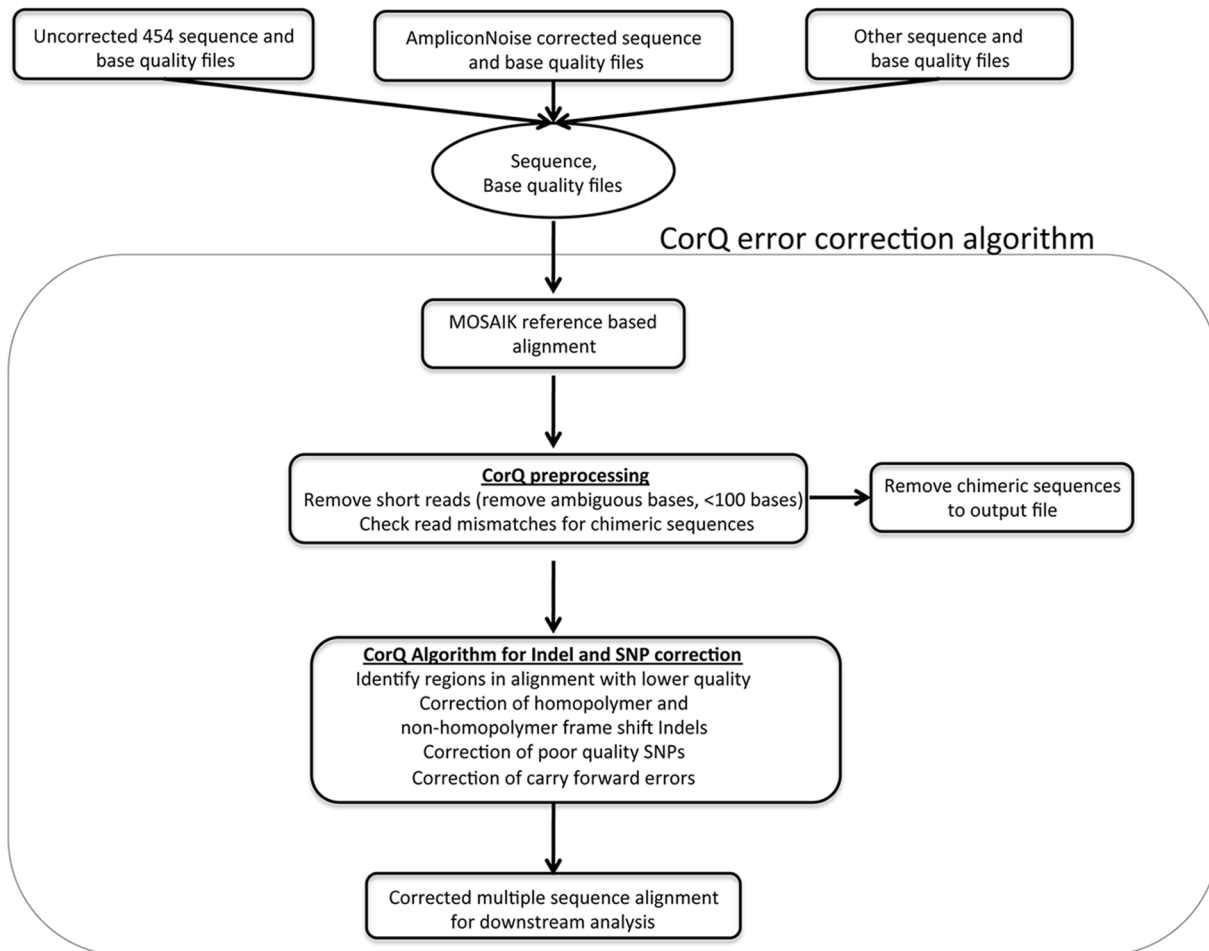 Uncorrected 454 sequence and
base quality files
AmpliconNoise corrected sequence
and base quality files
Other sequence and
base quality files
Sequence,
Base quality files
CorQ error correction algorithm
MOSAIK reference based
alignment
CorQ preprocessing
Remove short reads (remove ambiguous bases, <100 bases)
Check read mismatches for chimeric sequences
Remove chimeric sequences
to output file
CorQ Algorithm for Indel and SNP correction
Identify regions in alignment with lower quality
Correction of homopolymer and
non-homopolymer frame shift Indels
Correction of poor quality SNPs
Correction of carry forward errors
Corrected multiple sequence alignment
for downstream analysis